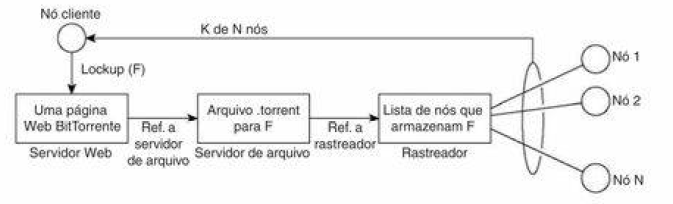 Nó cliente
K de N nós
Lockup (F)
Uma página
Web BitTorrente
Servidor Web
Ref. a
servidor
de arquivo
Arquivo .torrent
para F
Servidor de arquivo
Ref. a
rastreador
Lista de nós que
armazenam F
Rastreador
Nó 1
Nó 2
Nó N